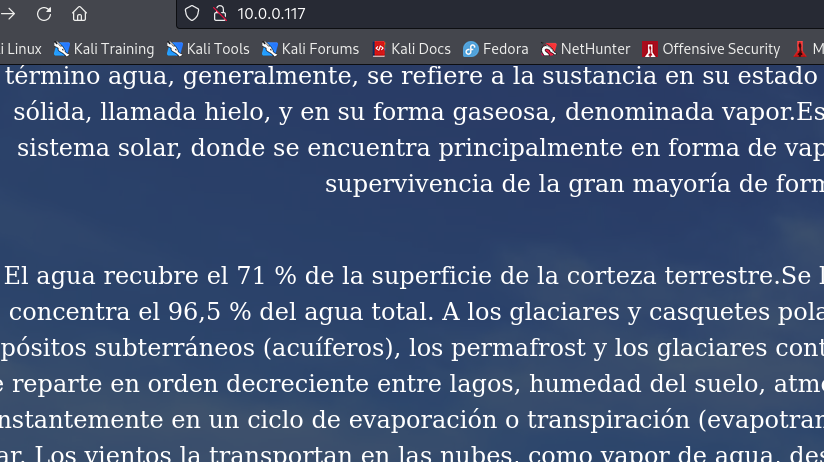 10.0.0.117
Linux Kali Training Kali Tools Kali Forums Kali Docs Fedora NetHunter Offensive Security M
término agua, generalmente, se refiere a la sustancia en su estado
sólida, llamada hielo, y en su forma gaseosa, denominada vapor.Es
sistema solar, donde se encuentra principalmente en forma de vap
supervivencia de la gran mayoría de form
El agua recubre el 71 % de la superficie de la corteza terrestre.Se
concentra el 96,5 % del agua total. A los glaciares y casquetes pola
pósitos subterráneos (acuíferos), los permafrost y los glaciares cont
e reparte en orden decreciente entre lagos, humedad del suelo, atmo
nstantemente en un ciclo de evaporación o transpiración (evapotran
ar. Los vientos la transportan en las nubes, como vapor de agua, des